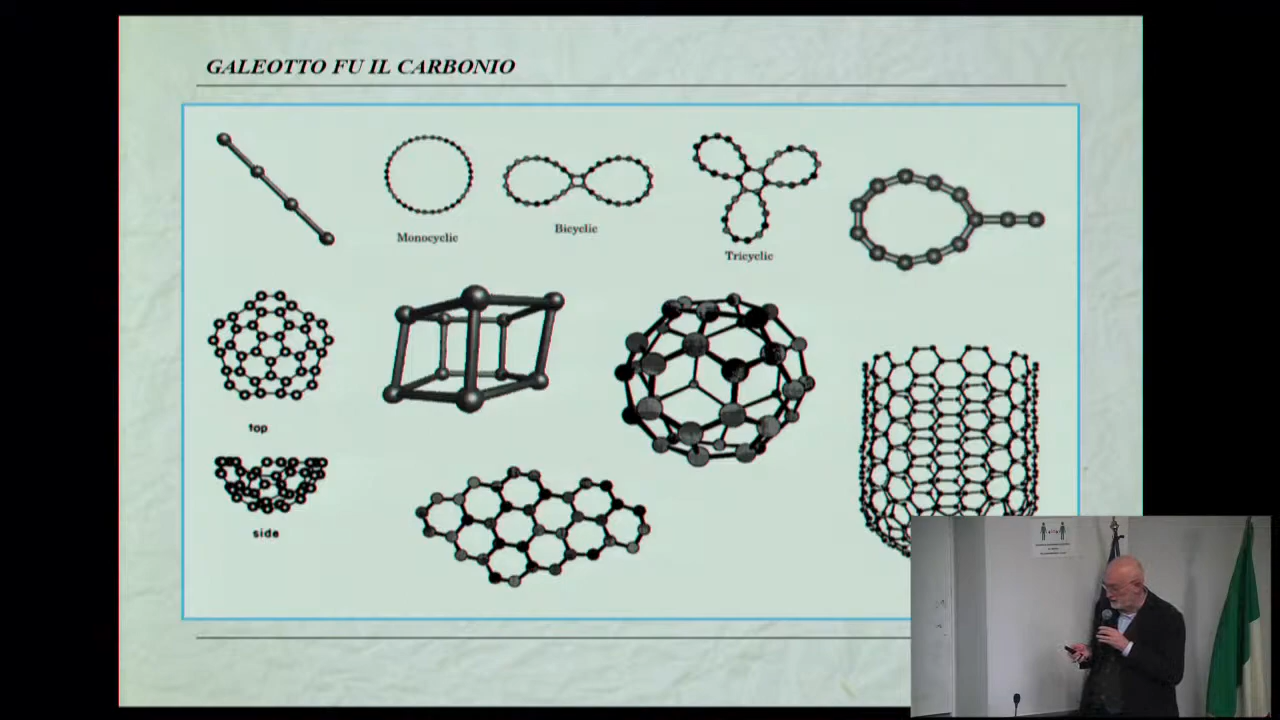 GALEOTTO FU IL CARBONIO
Monocyclic
Bicyclic
Tricyclic
top
side